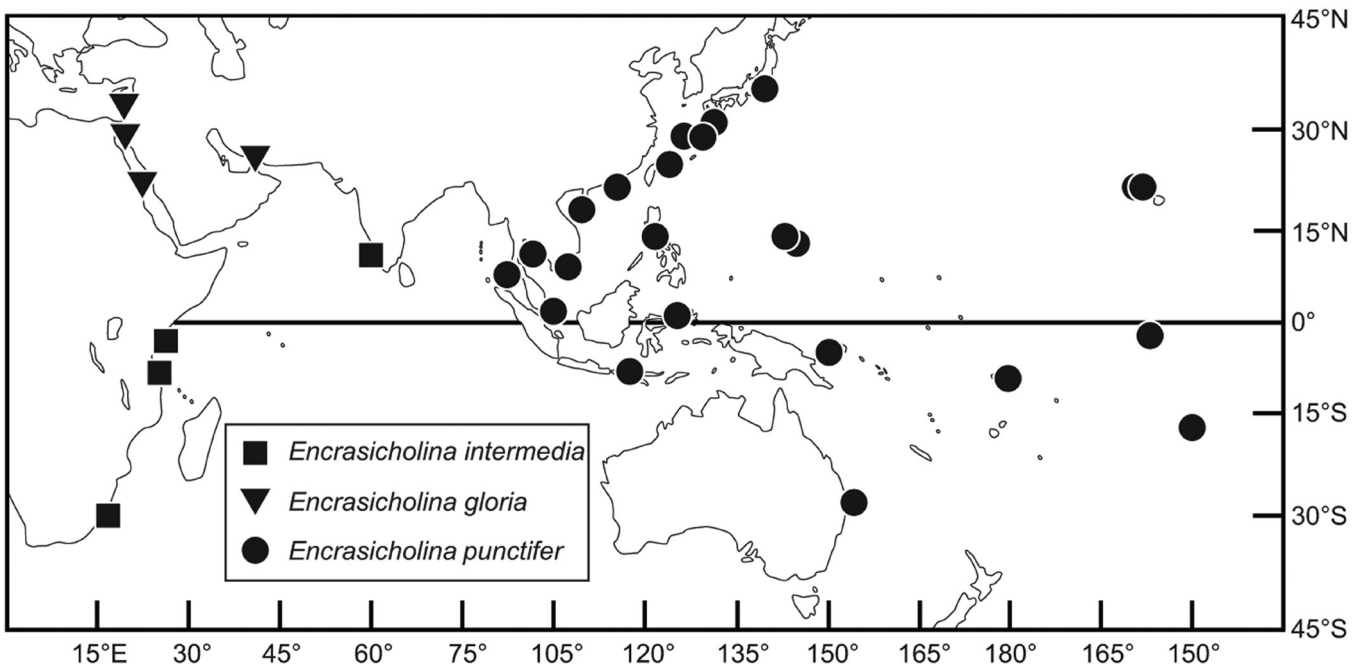 45°N
30°N
15°N
0°
15°S
30°S
45°S
Encrasicholina intermedia
Encrasicholina gloria
Encrasicholina punctifer
15°E 30° 45° 60° 75° 105° 120° 135° 150° 165° 180° 165° 150°